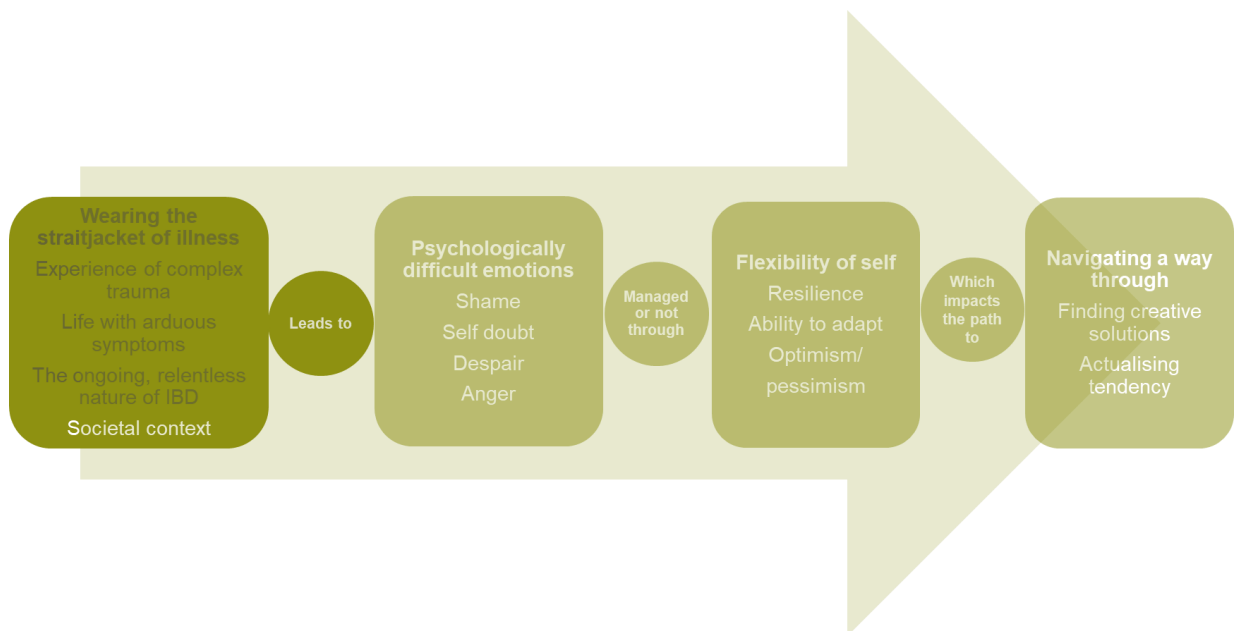 Wearing the
straitjacket of illness
Experience of complex
trauma
Life with arduous
symptoms
The ongoing, relentless
nature of IBD
Societal context
Leads to
Psychologically
difficult emotions
Shame
Self doubt
Despair
Anger
Managed
or not
through
Flexibility of self
Resilience
Ability to adapt
Optimism/
pessimism
Which
impacts
the path
to
Navigating a way
through
Finding creative
solutions
Actualising
tendency